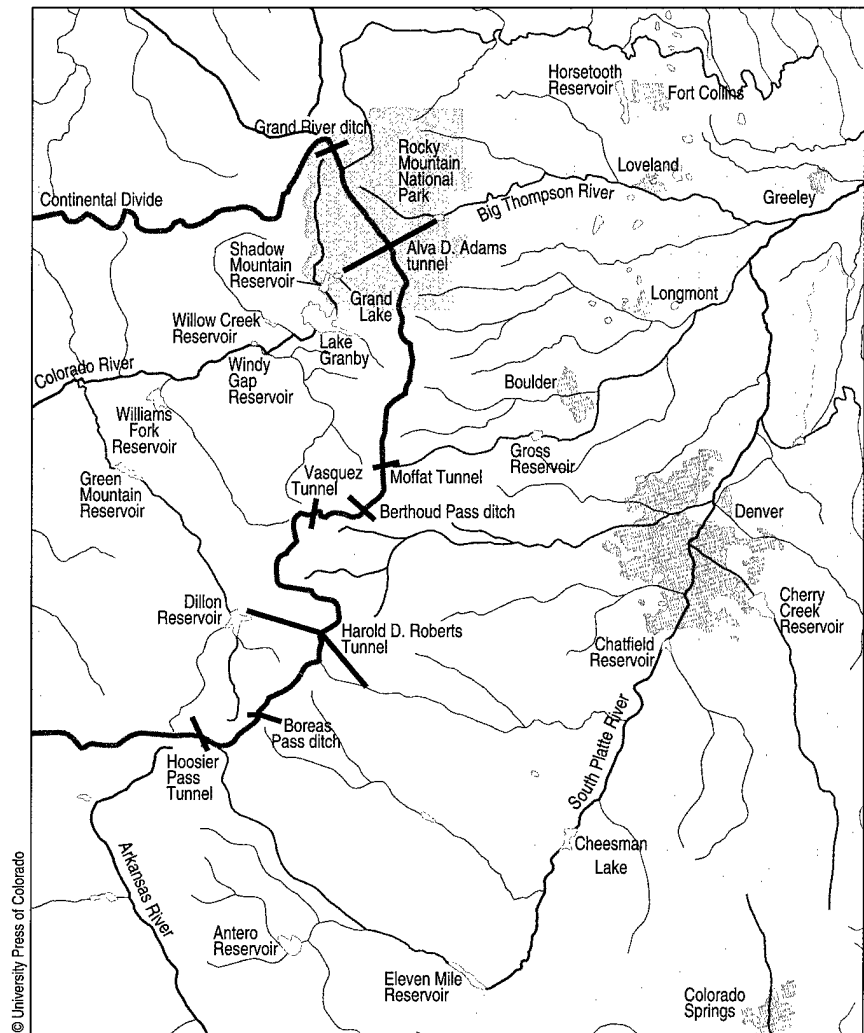 Horsetooth
Reservoir
Fort Collins
Grand River ditch
Rocky
Mountain
National
Park
Loveland
Continental Divide
Big Thompson River
Greeley
Shadow
Mountain
Reservoir
Alva D. Adams
tunnel
Grand
Lake
Longmont
Willow Creek
Reservoir
Lake
Granby
Colorado River
Windy
Gap
Reservoir
Boulder
Williams
Fork
Reservoir
Gross
Reservoir
Green
Mountain
Reservoir
Vasquez
Tunnel
Moffat Tunnel
Berthoud Pass ditch
Denver
Dillon
Reservoir
Harold D. Roberts
Tunnel
Cherry
Creek
Reservoir
Chatfield
Reservoir
Boreas
Pass ditch
Hoosier
Pass
Tunnel
South Platte River
Cheesman
Lake
Arkansas River
Antero
Reservoir
Eleven Mile
Reservoir
Colorado
Springs
© University Press of Colorado